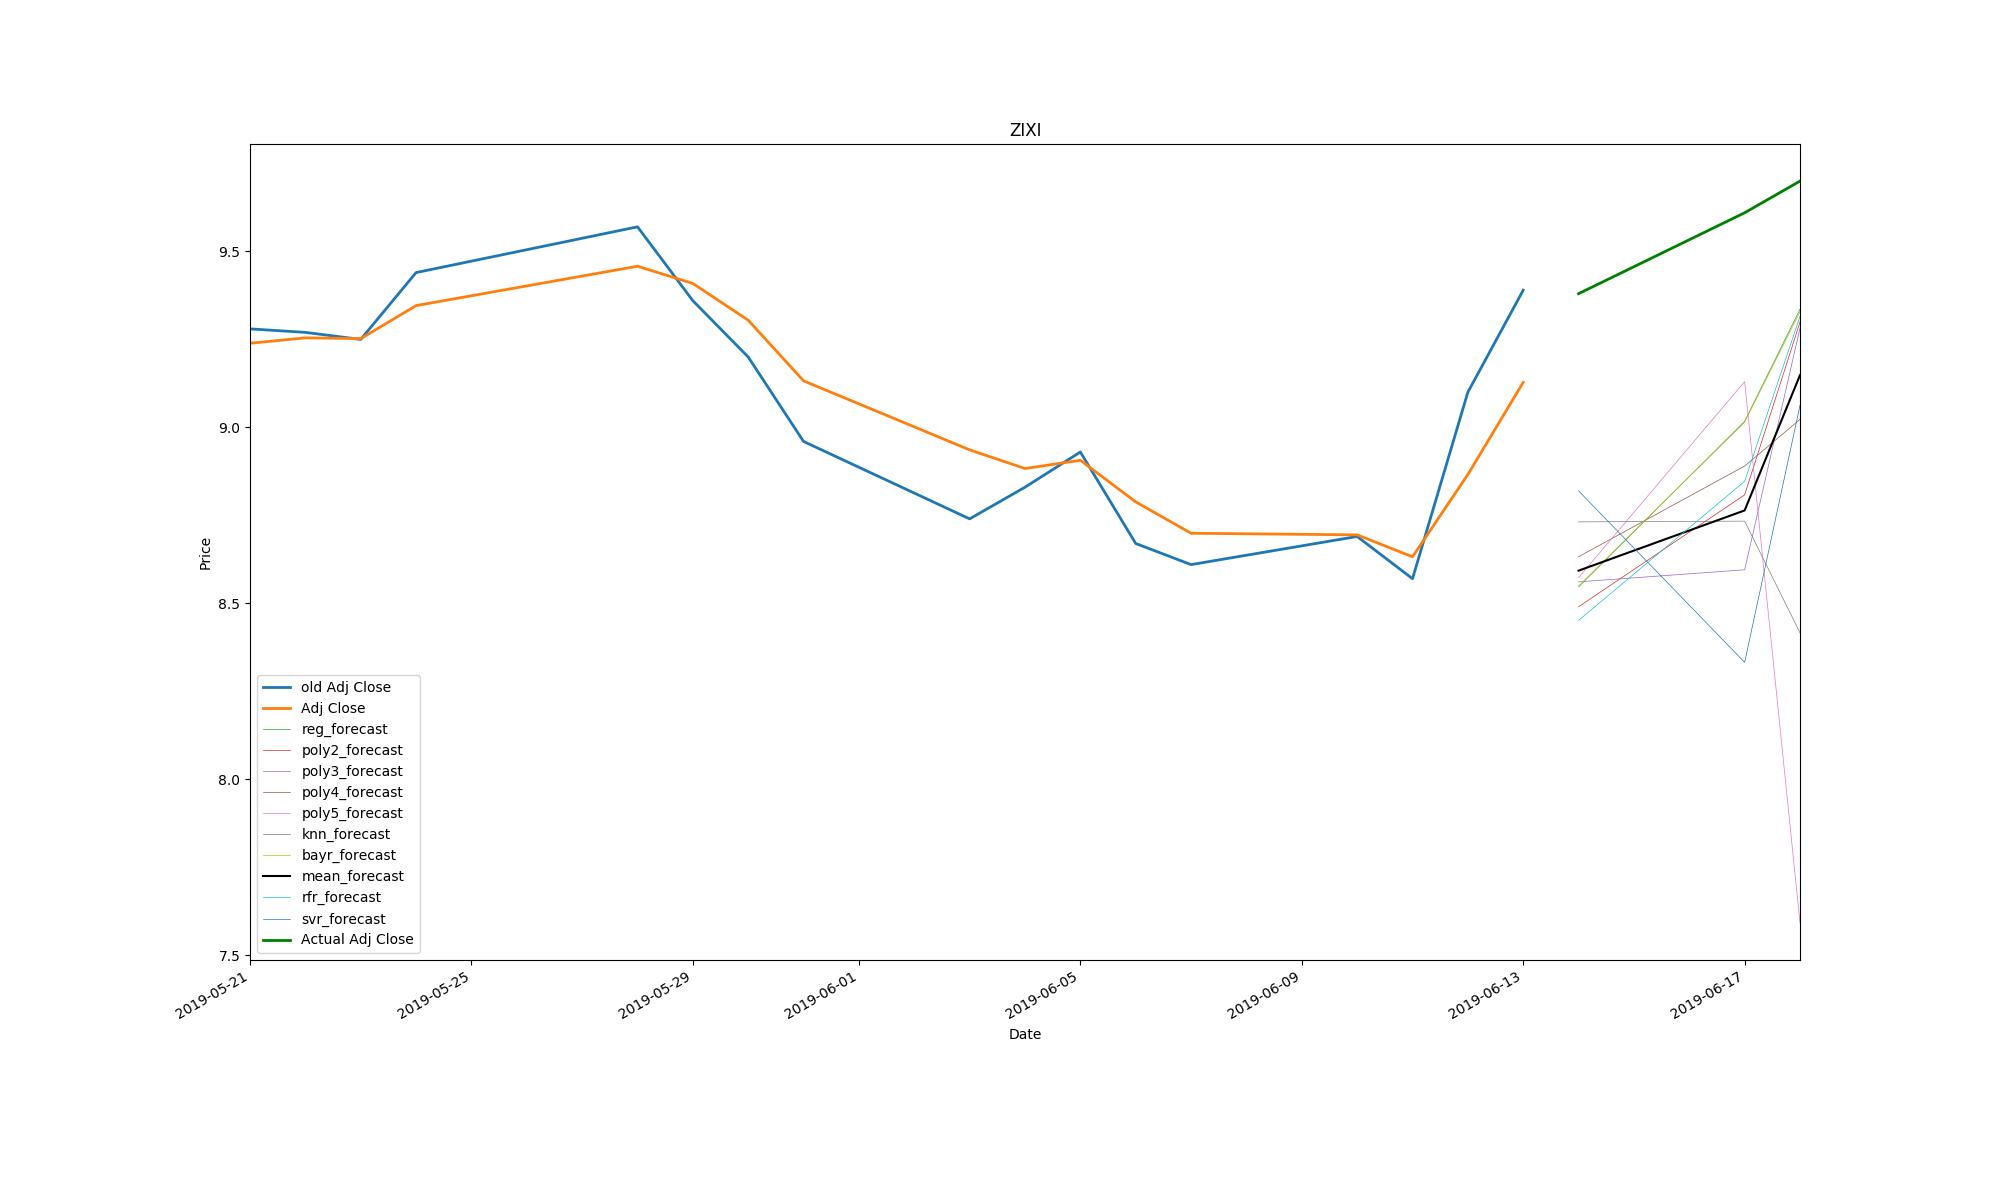 ZIXI
9.5
9.0
8.5
8.0
7.5
Price
old Adj Close
Adj Close
reg_forecast
poly2_forecast
poly3_forecast
poly4_forecast
poly5_forecast
knn_forecast
bayr_forecast
mean_forecast
rfr_forecast
svr_forecast
Actual Adj Close
2019-05-21
2019-05-25
2019-05-29
2019-06-01
2019-06-05
2019-06-09
2019-06-13
2019-06-17
Date